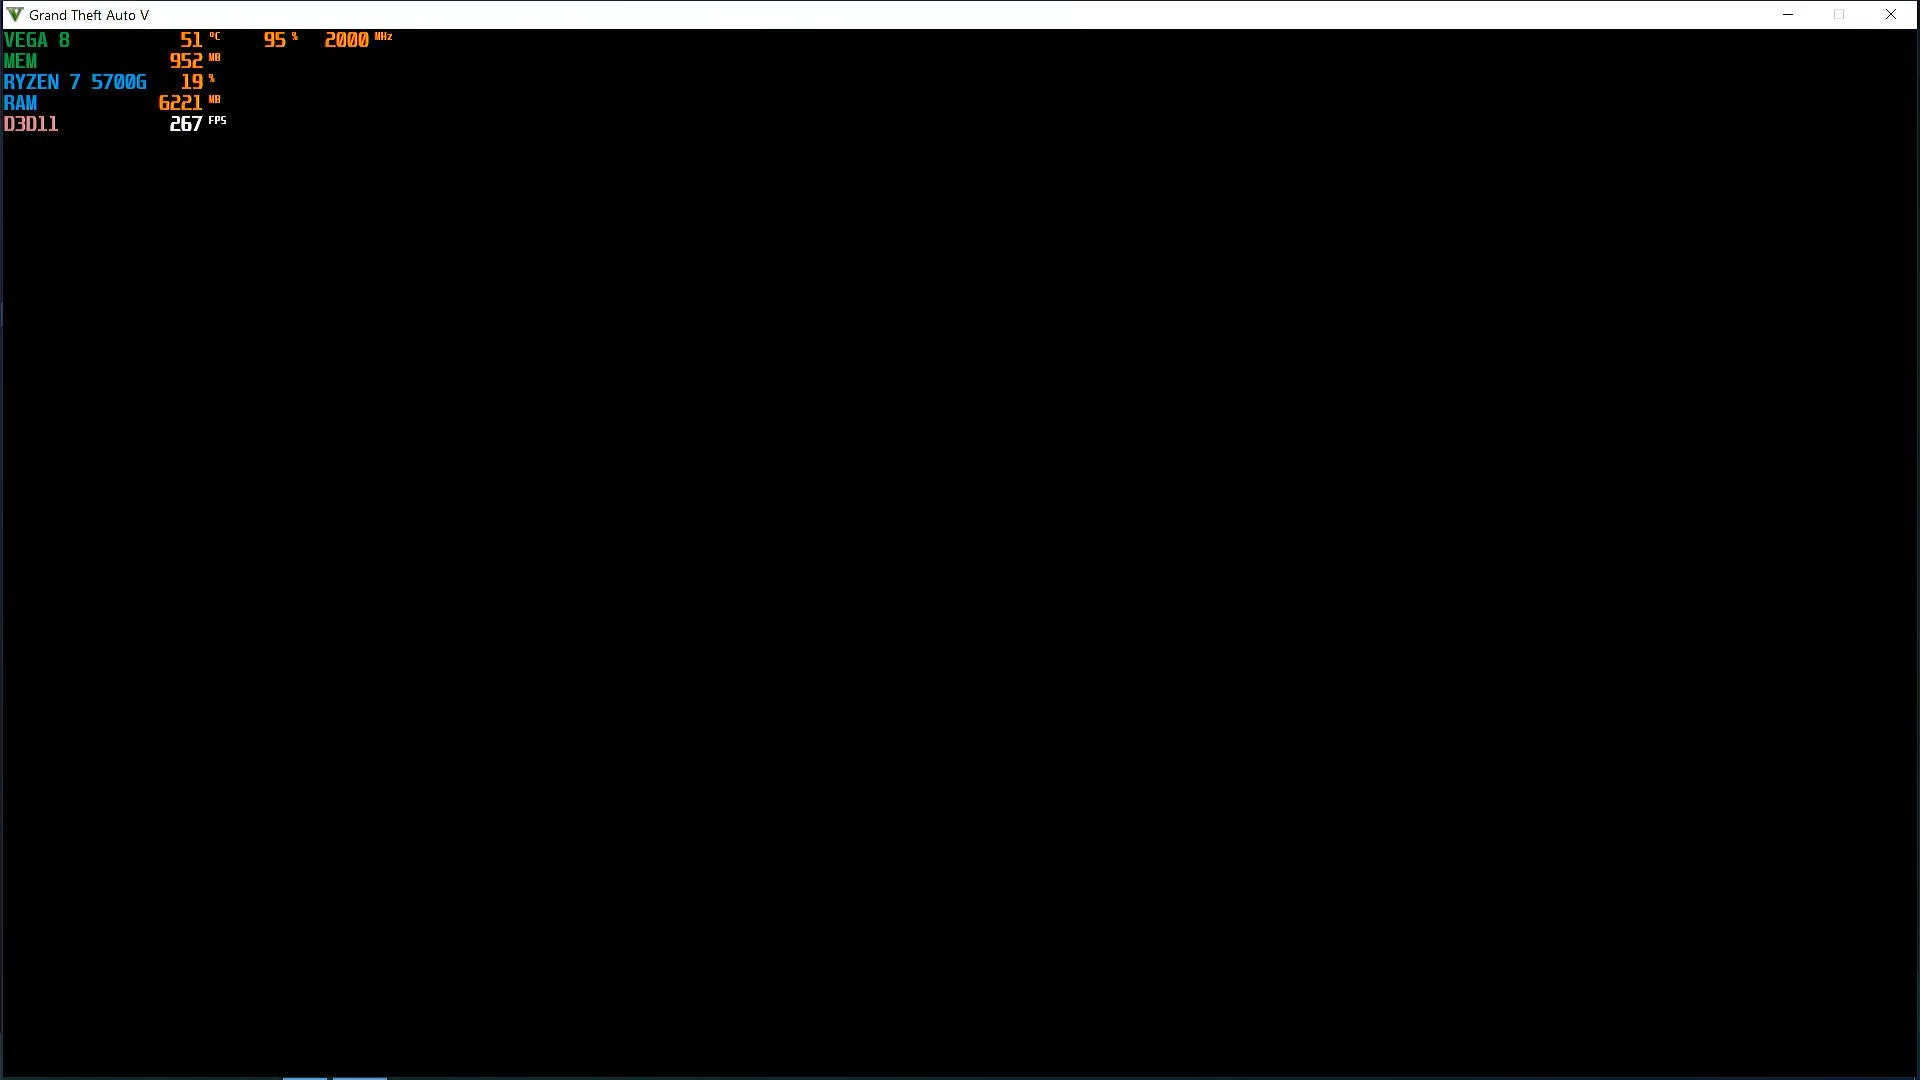 Grand Theft Auto V
VEGA 8 51 °C 95 % 2000 MHz
MEM 952 MB
RYZEN 7 5700G 19 %
RAM 6221 MB
D3D11 267 FPS